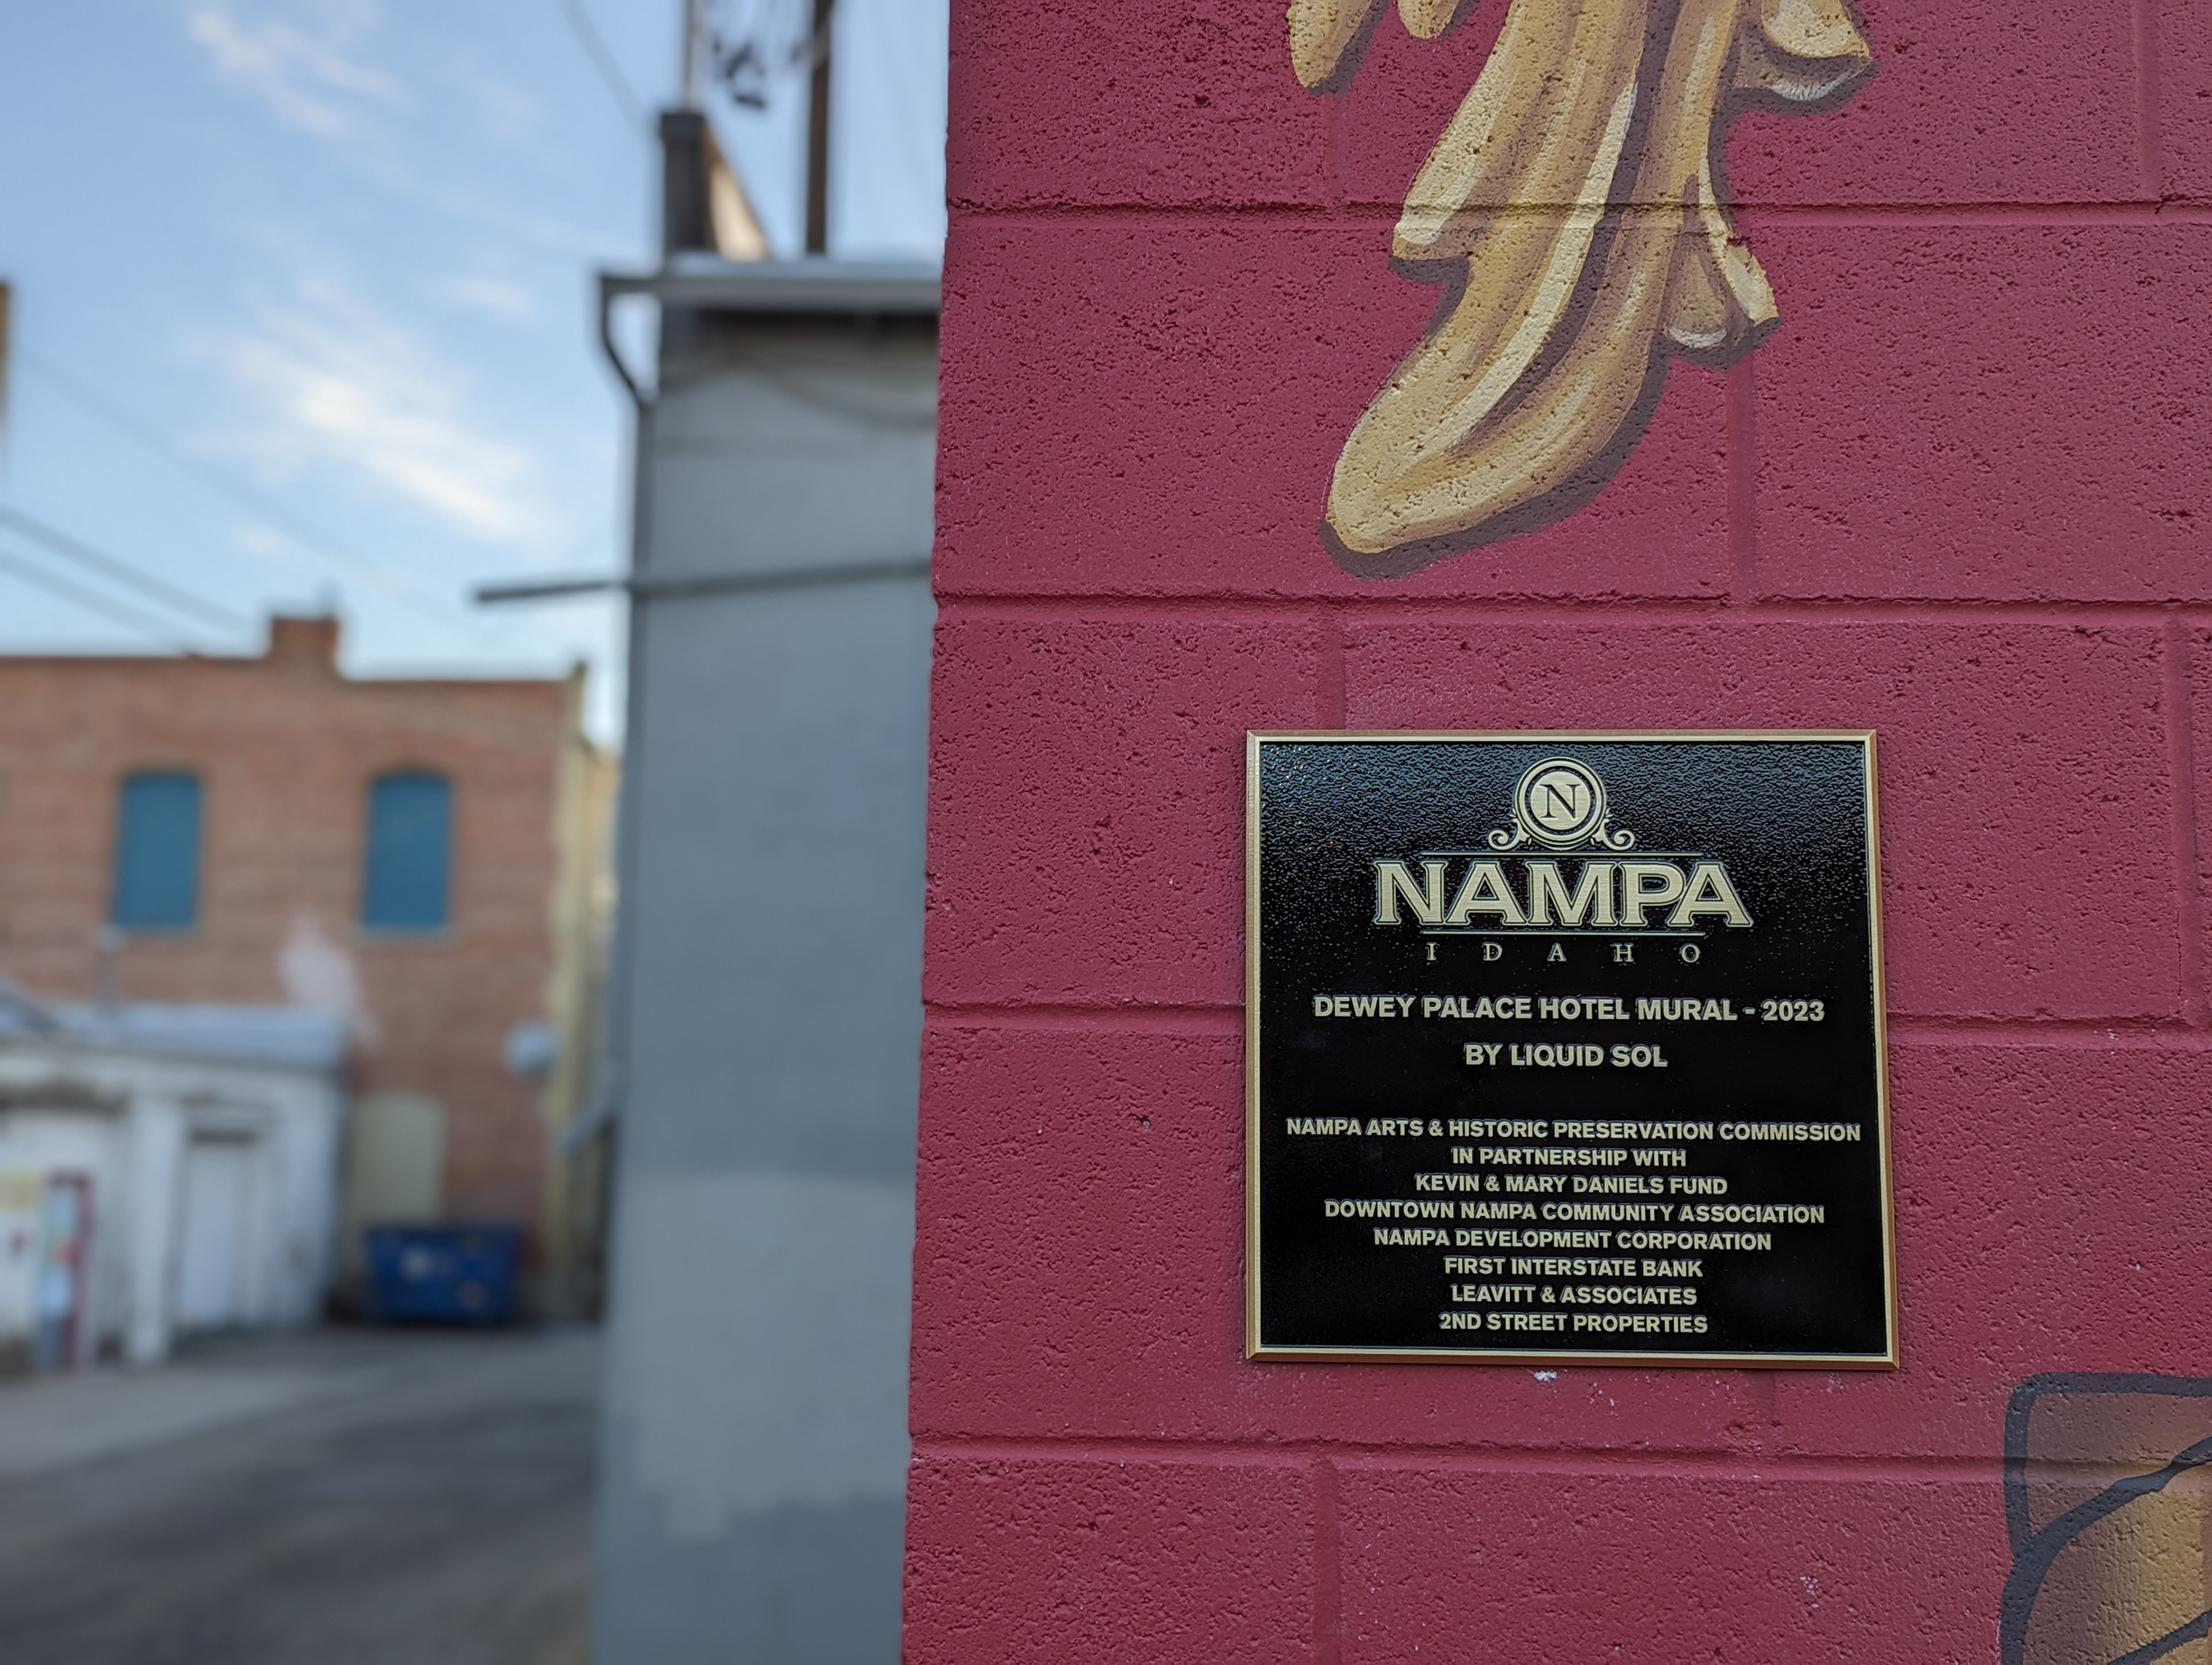 N
NAMPA
IDAHO
DEWEY PALACE HOTEL MURAL - 2023
BY LIQUID SOL
NAMPA ARTS & HISTORIC PRESERVATION COMMISSION
IN PARTNERSHIP WITH
KEVIN & MARY DANIELS FUND
DOWNTOWN NAMPA COMMUNITY ASSOCIATION
NAMPA DEVELOPMENT CORPORATION
FIRST INTERSTATE BANK
LEAVITT & ASSOCIATES
2ND STREET PROPERTIES